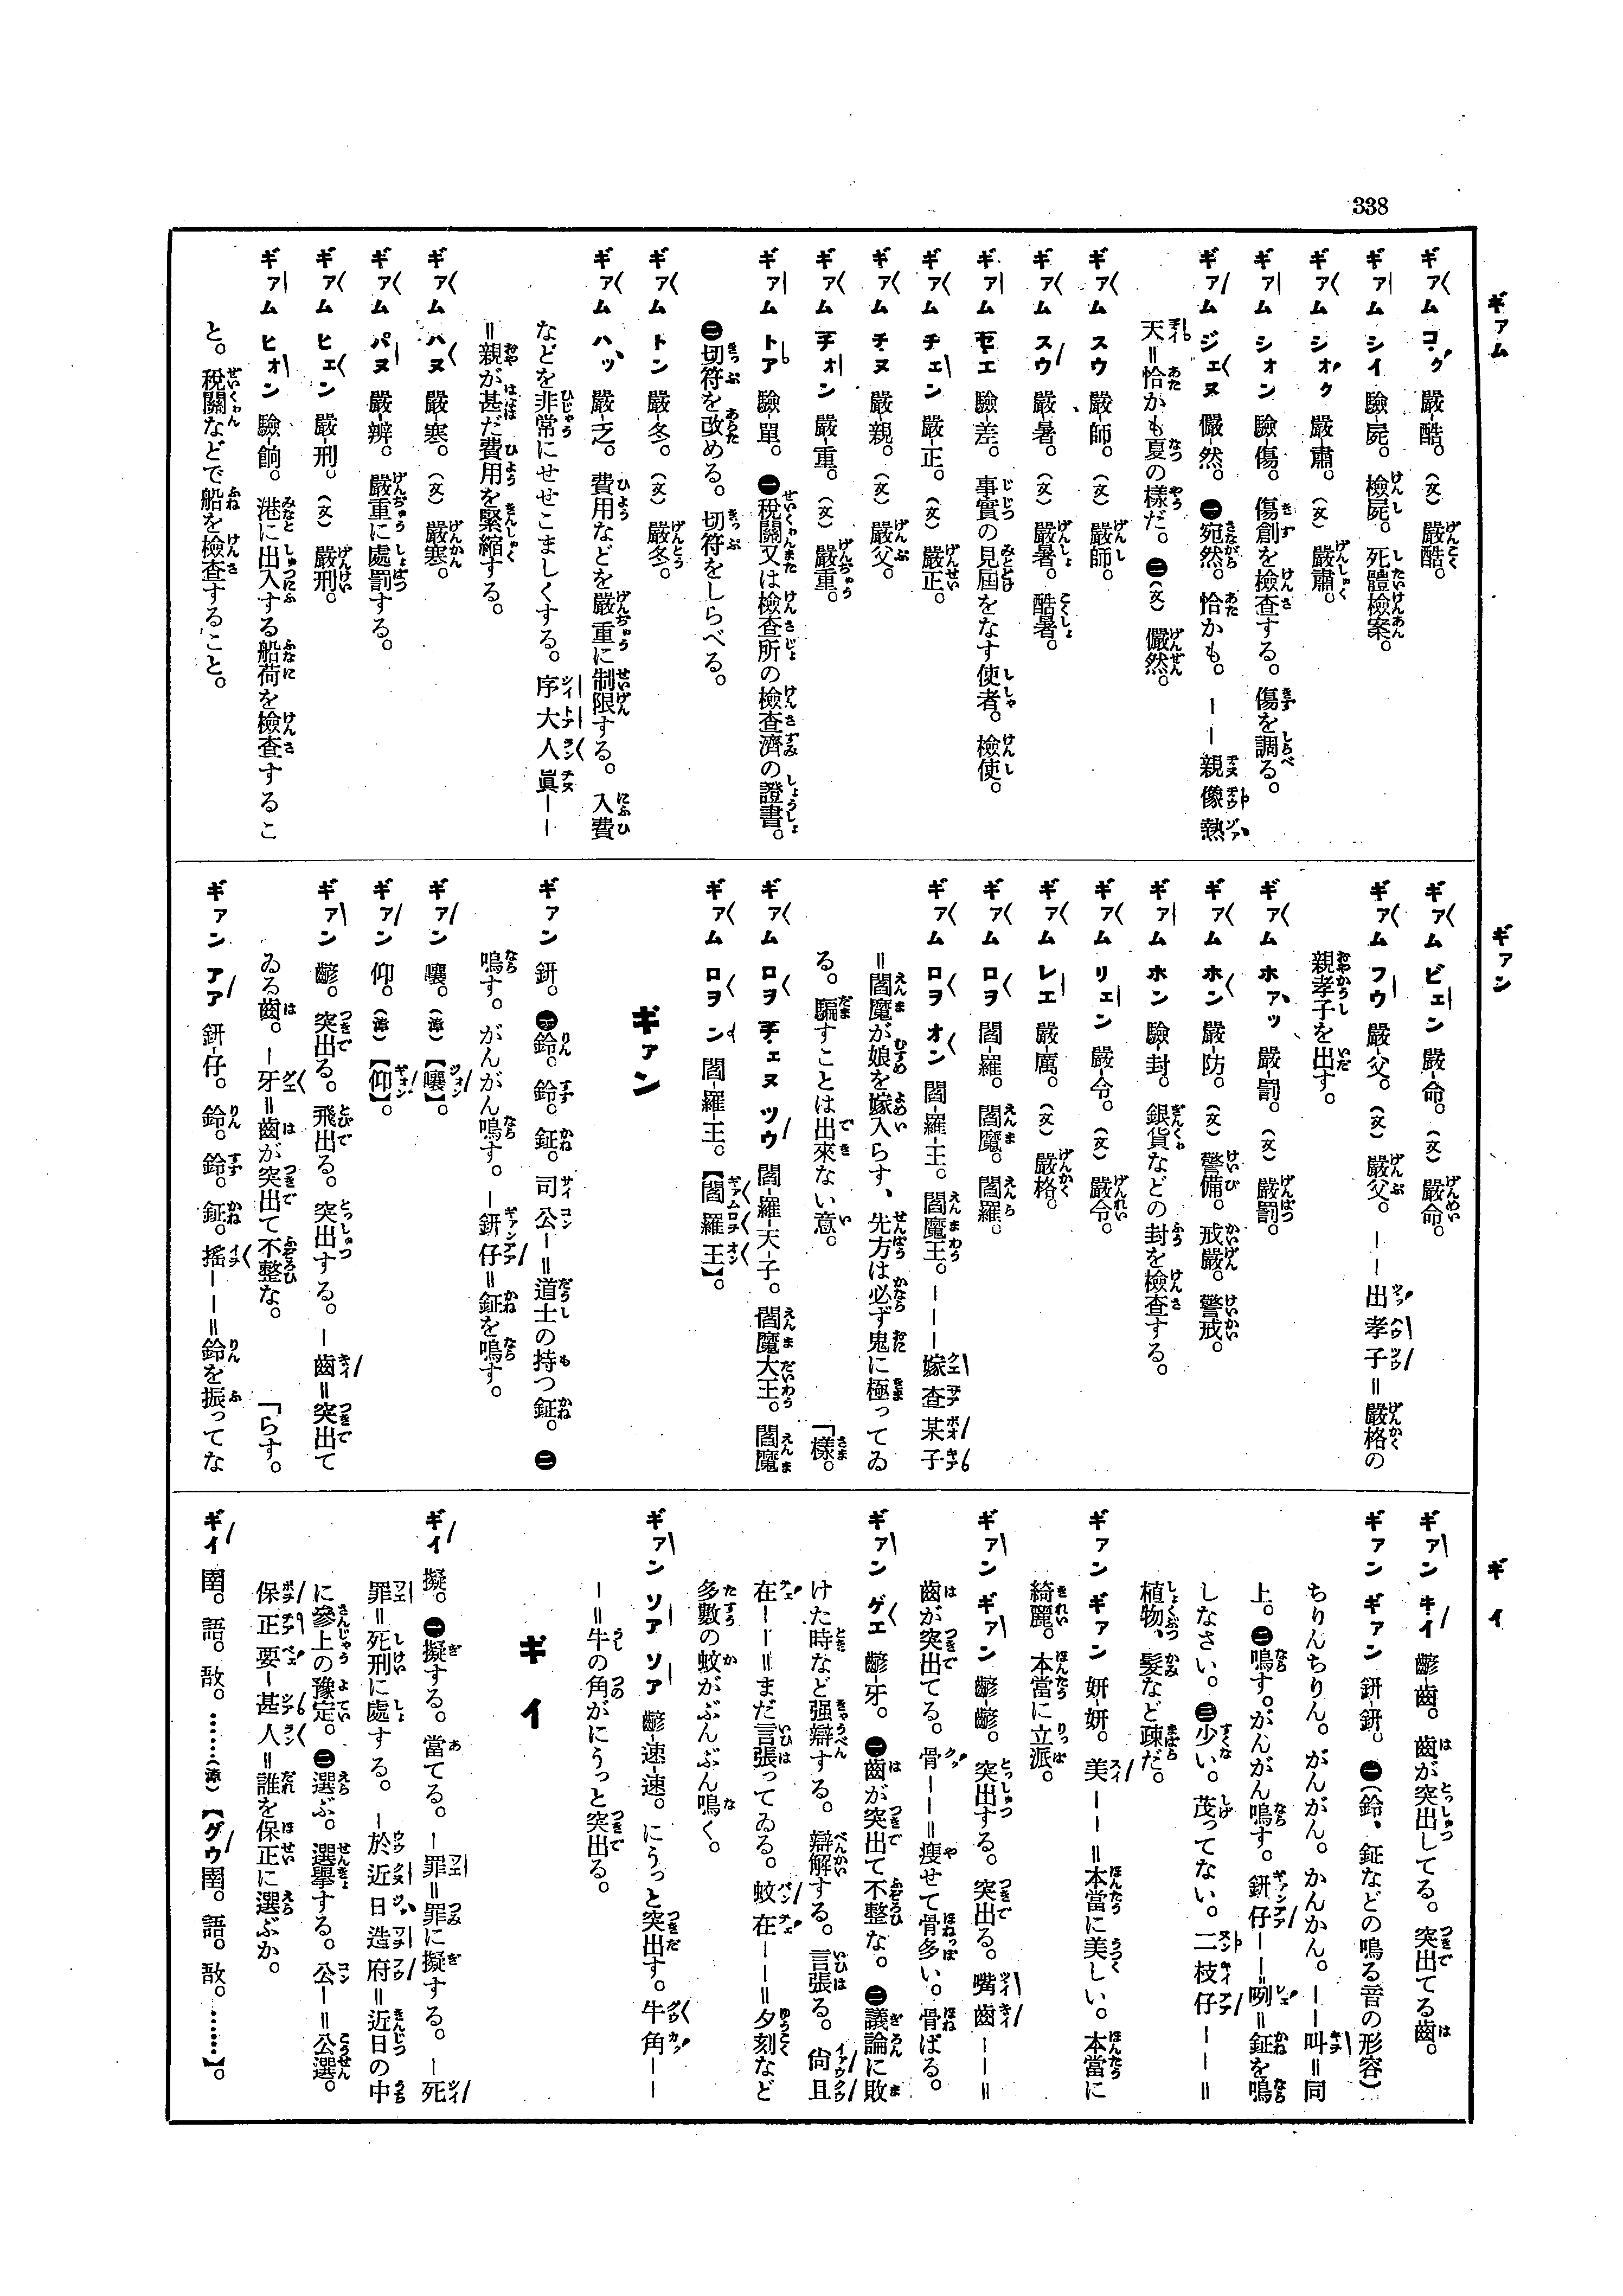 338
ギァム
ギァム コ・ク 嚴-酷。(文) 嚴酷。
ギァム シイ 驗-屍。檢屍。死體檢案。
ギァム シオク 嚴-肅。(文) 嚴肅。
ギァム シオン 驗-傷。傷創を檢査する。傷を調る。
ギァム ジェヌ 儼-然。㊀宛然。恰かも。――親像熱
天=恰かも夏の樣だ。㊁(文) 儼然。
ギァム スウ 嚴-師。(文) 嚴師。
ギァム スウ 嚴-暑。(文) 嚴暑。酷暑。
ギァム セエ 驗-差。事實の見屆をなす使者。檢使。
ギァム チェン 嚴-正。(文) 嚴正。
ギァム チ・ヌ 嚴-親。(文) 嚴父。
ギァム チオン 嚴-重。(文) 嚴重。
ギァム トア 驗-單。㊀稅關又は檢査所の檢査濟の證書。
㊁切符を改める。切符をしらべる。
ギァム トン 嚴-冬。(文) 嚴冬。
ギァム ハッ 嚴-乏。費用などを嚴重に制限する。入費
などを非常にせせこましくする。序大人眞――
=親が甚だ費用を緊縮する。
ギァム ハヌ 嚴-寒。(文) 嚴寒。
ギァム パヌ 嚴-辨。嚴重に處罰する。
ギァム ヒェン 嚴-刑。(文) 嚴刑。
ギァム ヒオン 驗-餉。港に出入する船荷を檢査するこ
と。稅關などで船を檢査すること。
ギァン
ギァム ビェン 嚴-命。(文) 嚴命。
ギァム フウ 嚴-父。(文) 嚴父。――出孝子=嚴格の
親孝子を出す。
ギァム ホァッ 嚴-罰。(文) 嚴罰。
ギァム ホン 嚴-防。(文) 警備。戒嚴。警戒。
ギァム ホン 驗-封。銀貨などの封を檢査する。
ギァム リェン 嚴-令。(文) 嚴令。
ギァム レエ 嚴-厲。(文) 嚴格。
ギァム ロヲ 閻-羅。閻魔。閻羅。
ギァム ロヲ オン 閻-羅-王。閻魔王。―――嫁查某子
=閻魔が娘を嫁入らす、先方は必ず鬼に極ってゐ
る。騙すことは出來ない意。 「樣。
ギァム ロヲ チ・ェヌ ツウ 閻-羅-天-子。閻魔大王。閻魔
ギァム ロヲ ン 閻-羅-王。【閻羅王】。
ギァン
ギァン 鈃。㊀鈴。鈴。鉦。司公―=道士の持つ鉦。㊁
鳴す。がんがん鳴す。―鈃仔=鉦を鳴す。
ギァン 嚷。(漳)【嚷】。
ギァン 仰。(漳)【仰】。
ギァン 齴。突出る。飛出る。突出する。―齒=突出て
ゐる齒。―牙=齒が突出て不整な。 「らす。
ギァン アア 鈃-仔。鈴。鈴。鉦。搖――=鈴を振ってな
ギイ
ギァン キイ 齴-齒。齒が突出してる。突出てる齒。
ギァン ギァン 鈃-鈃。㊀(鈴、鉦などの鳴る音の形容)
ちりんちりん。がんがん。かんかん。――叫=同
上。㊁鳴す。がんがん鳴す。鈃仔――咧=鉦を鳴
しなさい。㊂少い。茂ってない。二枝仔――=
植物、髮など疎だ。
ギァン ギァン 妍-妍。美――=本當に美しい。本當に
綺麗。本當に立派。
ギァン ギァン 齴-齴。突出する。突出る。嘴齒――=
齒が突出てる。骨――=瘦せて骨多い。骨ばる。
ギァン ゲエ 齴-牙。㊀齒が突出て不整な。㊁議論に敗
けた時など强辯する。辯解する。言張る。尙且
在――=まだ言張ってゐる。蚊在――=夕刻など
多數の蚊がぶんぶん鳴く。
ギァン ソア ソア 齴-速-速。にうっと突出す。牛角――
―=牛の角がにうっと突出る。
ギイ
ギイ 擬。㊀擬する。當てる。―罪=罪に擬する。―死
罪=死刑に處する。―於近日造府=近日の中
に參上の豫定。㊁選ぶ。選擧する。公―=公選。
保正要―甚人=誰を保正に選ぶか。
ギイ 圉。語。敔。……(漳)【グウ圉。語。敔。……】。